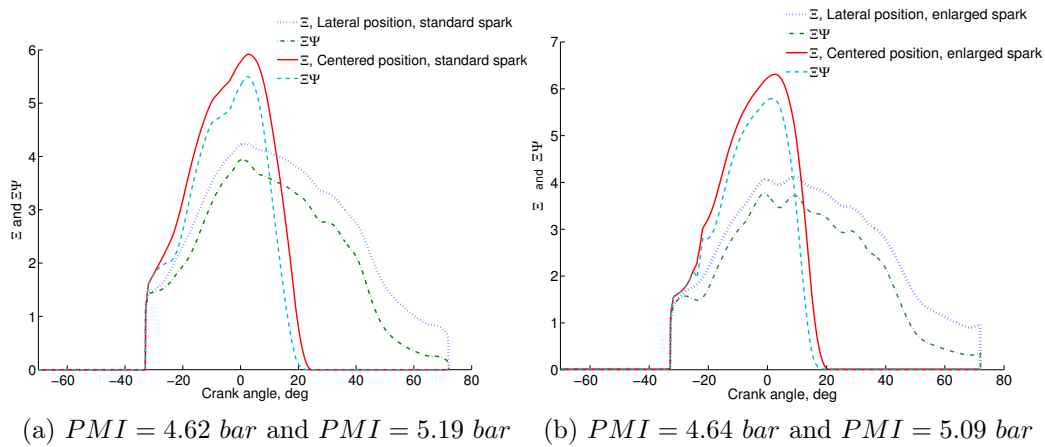 Ξ, Lateral position, standard spark
ΞΨ
Ξ, Centered position, standard spark
ΞΨ
6
5
4
3
2
1
0
Ξ and ΞΨ
−60 −40 −20 0 20 40 60 80
Crank angle, deg
(a) PMI = 4.62 bar and PMI = 5.19 bar
Ξ, Lateral position, enlarged spark
ΞΨ
Ξ, Centered position, enlarged spark
ΞΨ
7
6
5
4
3
2
1
0
Ξ and ΞΨ
−60 −40 −20 0 20 40 60 80
Crank angle, deg
(b) PMI = 4.64 bar and PMI = 5.09 bar